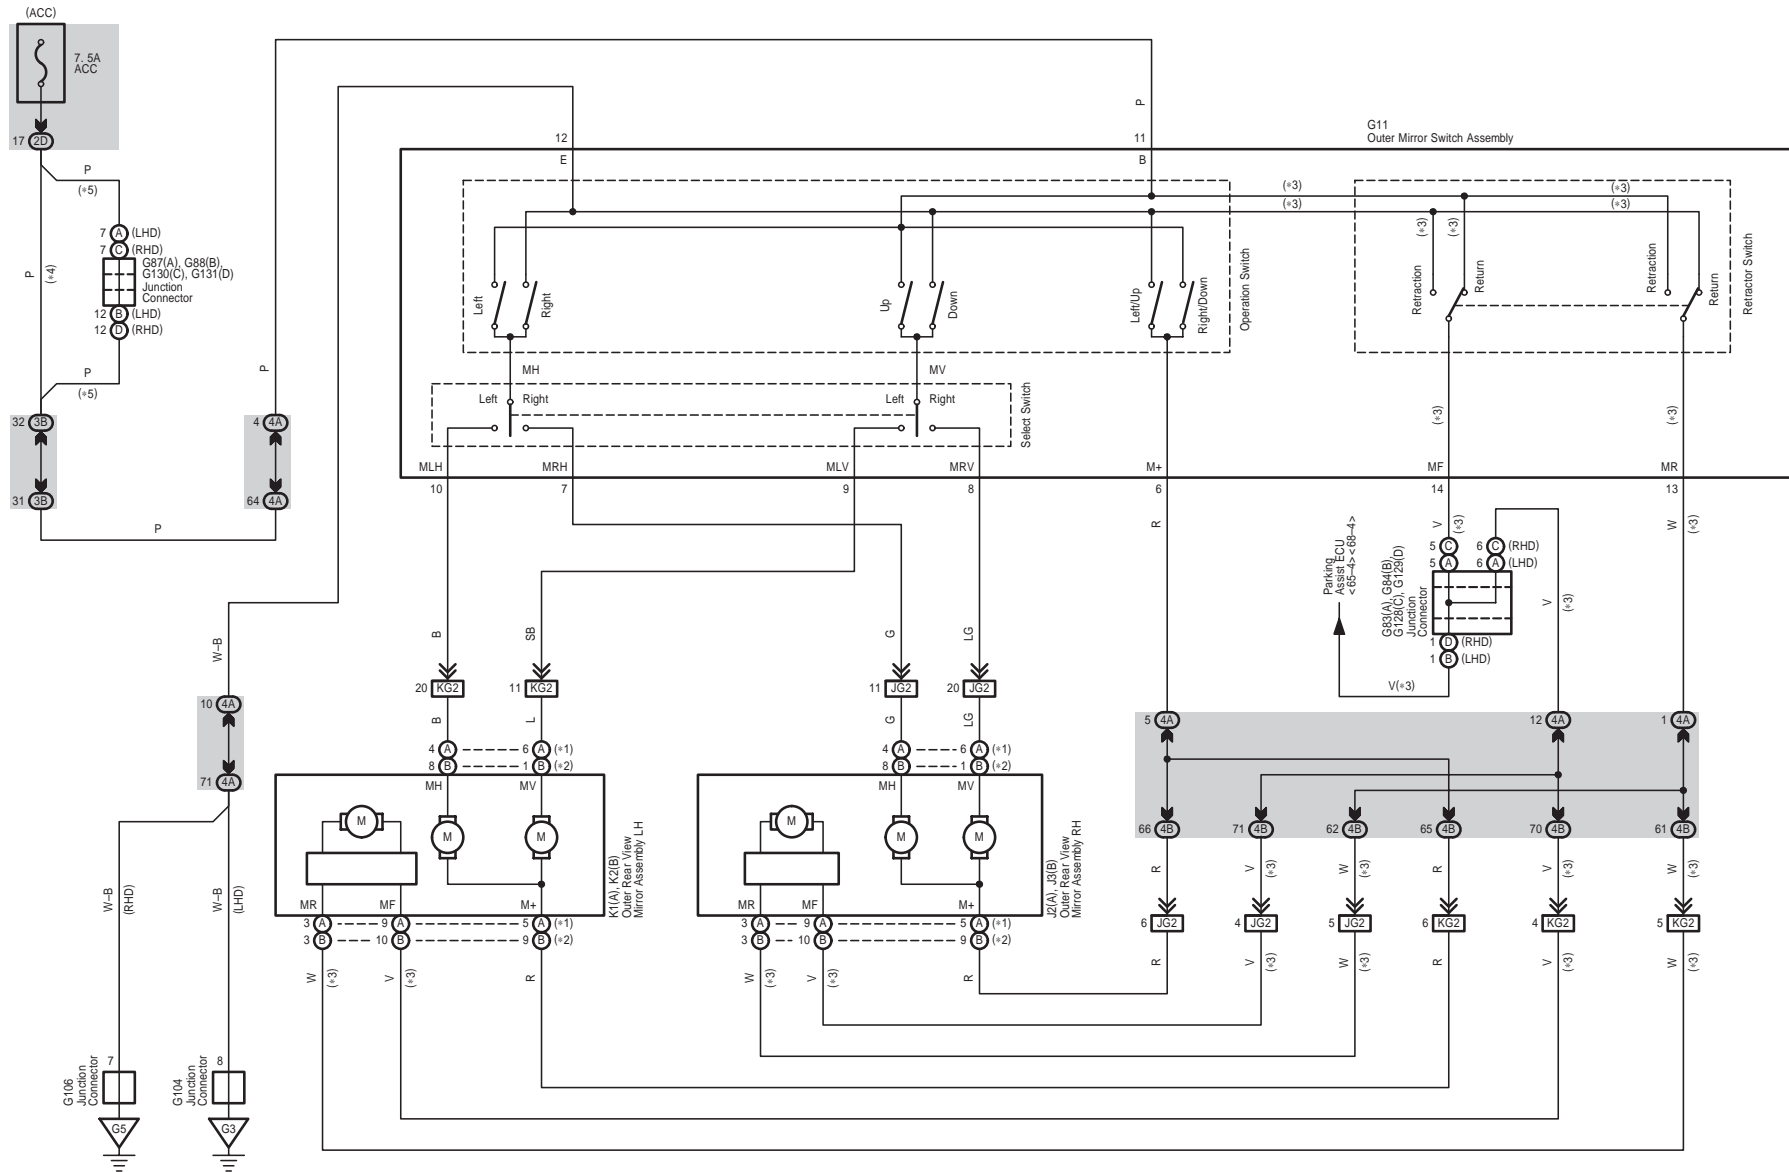 (ACC)
7. 5A
ACC
17 2D
P
(*5)
P
(*4)
7 A (LHD)
7 C (RHD)
G87(A), G88(B),
G130(C), G131(D)
Junction
Connector
12 B (LHD)
12 D (RHD)
P
(*5)
32 3B
31 3B
P
P
4 4A
64 4A
W–B
10 4A
71 4A
W–B
(RHD)
W–B
(LHD)
7
G106
Junction
Connector
G5
8
G104
Junction
Connector
G3
G11
Outer Mirror Switch Assembly
P
12
E
11
B
(*3)
(*3)
(*3)
(*3)
(*3)
(*3)
Left
Right
Up
Down
Left/Up
Right/Down
Operation Switch
Retraction
Return
Retraction
Return
Retractor Switch
MH
MV
Left Right
Left Right
Select Switch
(*3)
(*3)
MLH
MRH
MLV
MRV
M+
MF
MR
10
7
9
8
6
14
13
R
V
(*3)
W
(*3)
5 C
5 A
6 C (RHD)
6 A (LHD)
G83(A), G84(B),
G128(C), G129(D)
Junction
Connector
1 D (RHD)
1 B (LHD)
Parking
Assist ECU
<65–4><68–4>
V(*3)
V
(*3)
B
SB
G
LG
20 KG2
11 KG2
11 JG2
20 JG2
B
L
G
LG
4 A
6 A (*1)
8 B
1 B (*2)
4 A
6 A (*1)
8 B
1 B (*2)
MH
MV
M
M
M
MR
MF
M+
K1(A), K2(B)
Outer Rear View
Mirror Assembly LH
3 A
9 A
5 A (*1)
3 B
10 B
9 B (*2)
W
(*3)
V
(*3)
R
MH
MV
M
M
M
MR
MF
M+
J2(A), J3(B)
Outer Rear View
Mirror Assembly RH
3 A
9 A
5 A (*1)
3 B
10 B
9 B (*2)
W
(*3)
V
(*3)
R
5 4A
12 4A
1 4A
66 4B
71 4B
62 4B
65 4B
70 4B
61 4B
R
V
(*3)
W
(*3)
R
V
(*3)
W
(*3)
6 JG2
4 JG2
5 JG2
6 KG2
4 KG2
5 KG2
R
V
(*3)
W
(*3)
R
V
(*3)
W
(*3)